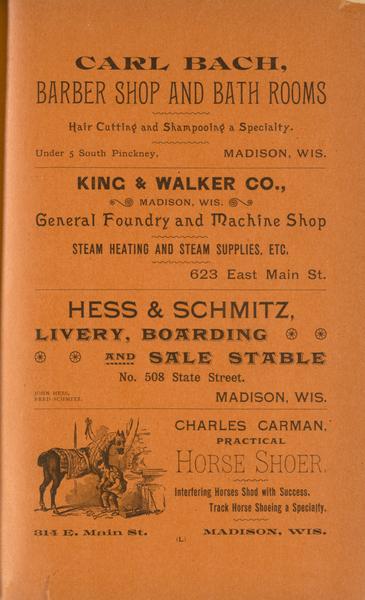 CARL BACH,
BARBER SHOP AND BATH ROOMS
Hair Cutting and Shampooing a Specialty.
Under 5 South Pinckney. MADISON, WIS.
KING & WALKER CO.,
MADISON, WIS.
General Foundry and Machine Shop
STEAM HEATING AND STEAM SUPPLIES, ETC.
623 East Main St.
HESS & SCHMITZ,
LIVERY, BOARDING
AND SALE STABLE
No. 508 State Street.
JOHN HESS,
FRED SCHMITZ.
MADISON, WIS.
CHARLES CARMAN,
PRACTICAL
HORSE SHOER.
Interfering Horses Shod with Success.
Track Horse Shoeing a Specialty.
314 E. Main St. MADISON, WIS.
(L)